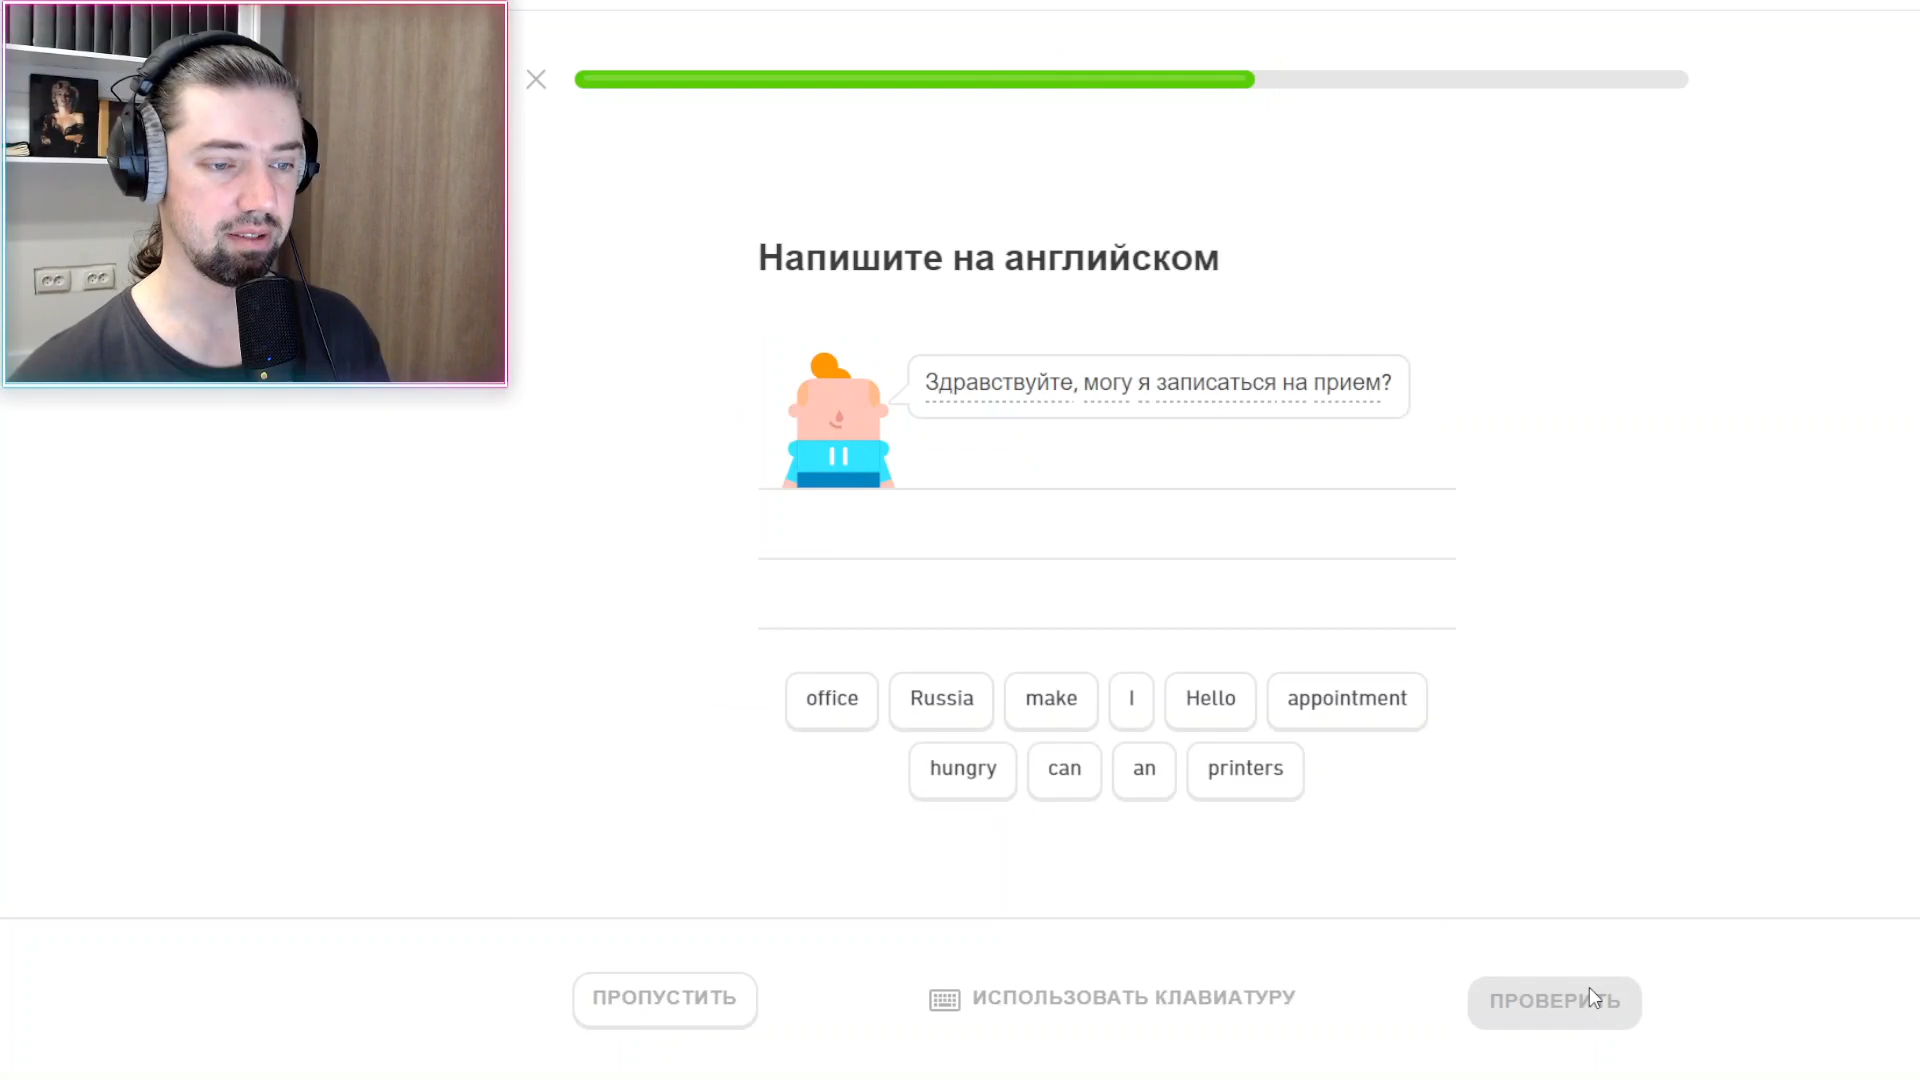 Напишите на английском
Здравствуйте, могу я записаться на прием?
office Russia make I Hello appointment
hungry can an printers
ПРОПУСТИТЬ ИСПОЛЬЗОВАТЬ КЛАВИАТУРУ ПРОВЕРИТЬ